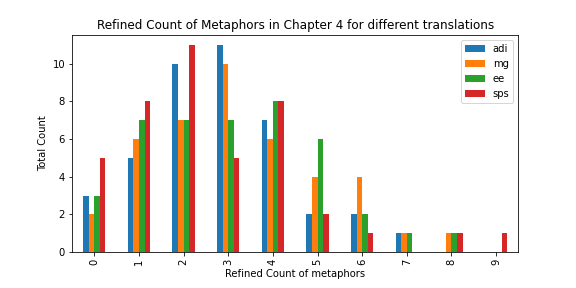 Refined Count of Metaphors in Chapter 4 for different translations
adi
mg
ee
sps
Total Count
10
8
6
4
2
0
0 1 2 3 4 5 6 7 8 9
Refined Count of metaphors